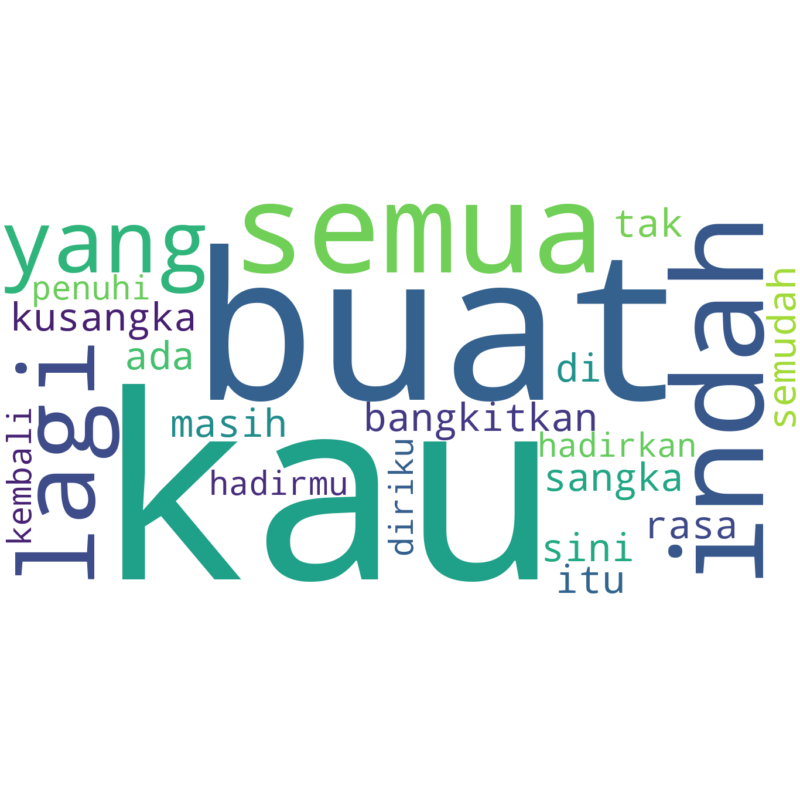 yang
semua
tak
penuhi
buat
indah
semudah
kusangka
ada
di
lagi
masih
bangkitkan
kembali
kau
hadirmu
diriku
hadirkan
sangka
rasa
sini
itu